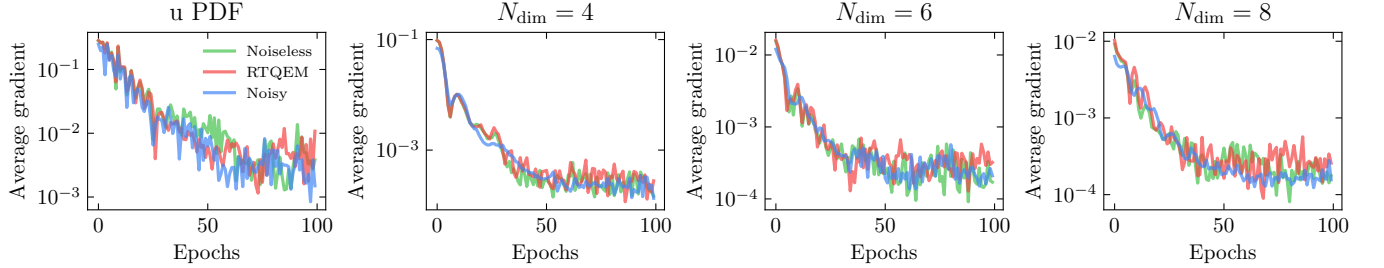 u PDF
Average gradient
10⁻¹
10⁻²
10⁻³
Noiseless
RTQEM
Noisy
0
50
100
Epochs
N_dim = 4
Average gradient
10⁻¹
10⁻³
0
50
100
Epochs
N_dim = 6
Average gradient
10⁻²
10⁻³
10⁻⁴
0
50
100
Epochs
N_dim = 8
Average gradient
10⁻²
10⁻⁴
0
50
100
Epochs